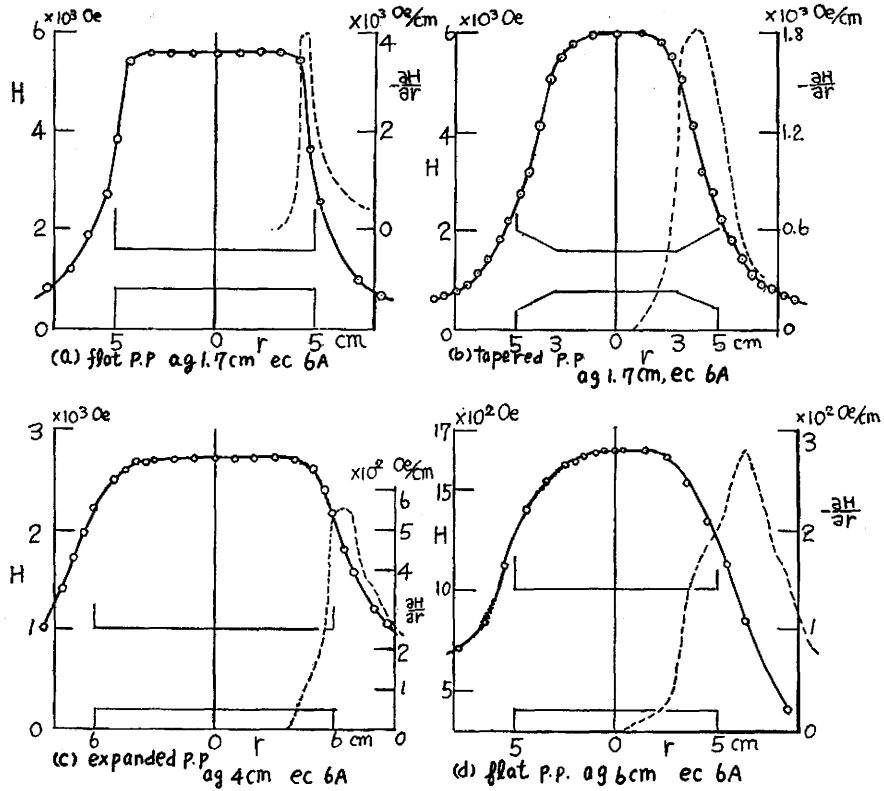 ×10³ Oe
6
4
2
0
H
×10³ Oe/cm
4
2
0
-∂H/∂r
5 0 r 5 cm
(a) flat P.P ag 1.7cm ec 6A
×10³ Oe
6
4
2
0
H
×10³ Oe/cm
1.8
1.2
0.6
0
-∂H/∂r
5 3 0 r 3 5 cm
(b) tapered P.P
ag 1.7cm, ec 6A
×10³ Oe
3
2
1
0
H
×10² Oe/cm
6
5
4
∂H/∂r
2
1
0
6 0 r 6 cm
(c) expanded P.P
ag 4cm ec 6A
×10² Oe
17
15
10
5
H
×10² Oe/cm
3
2
1
0
-∂H/∂r
5 0 r 5 cm
(d) flat P.P. ag 6cm ec 6A